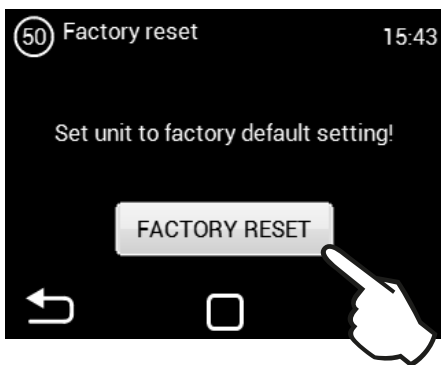 50 Factory reset 15:43
Set unit to factory default setting!
FACTORY RESET